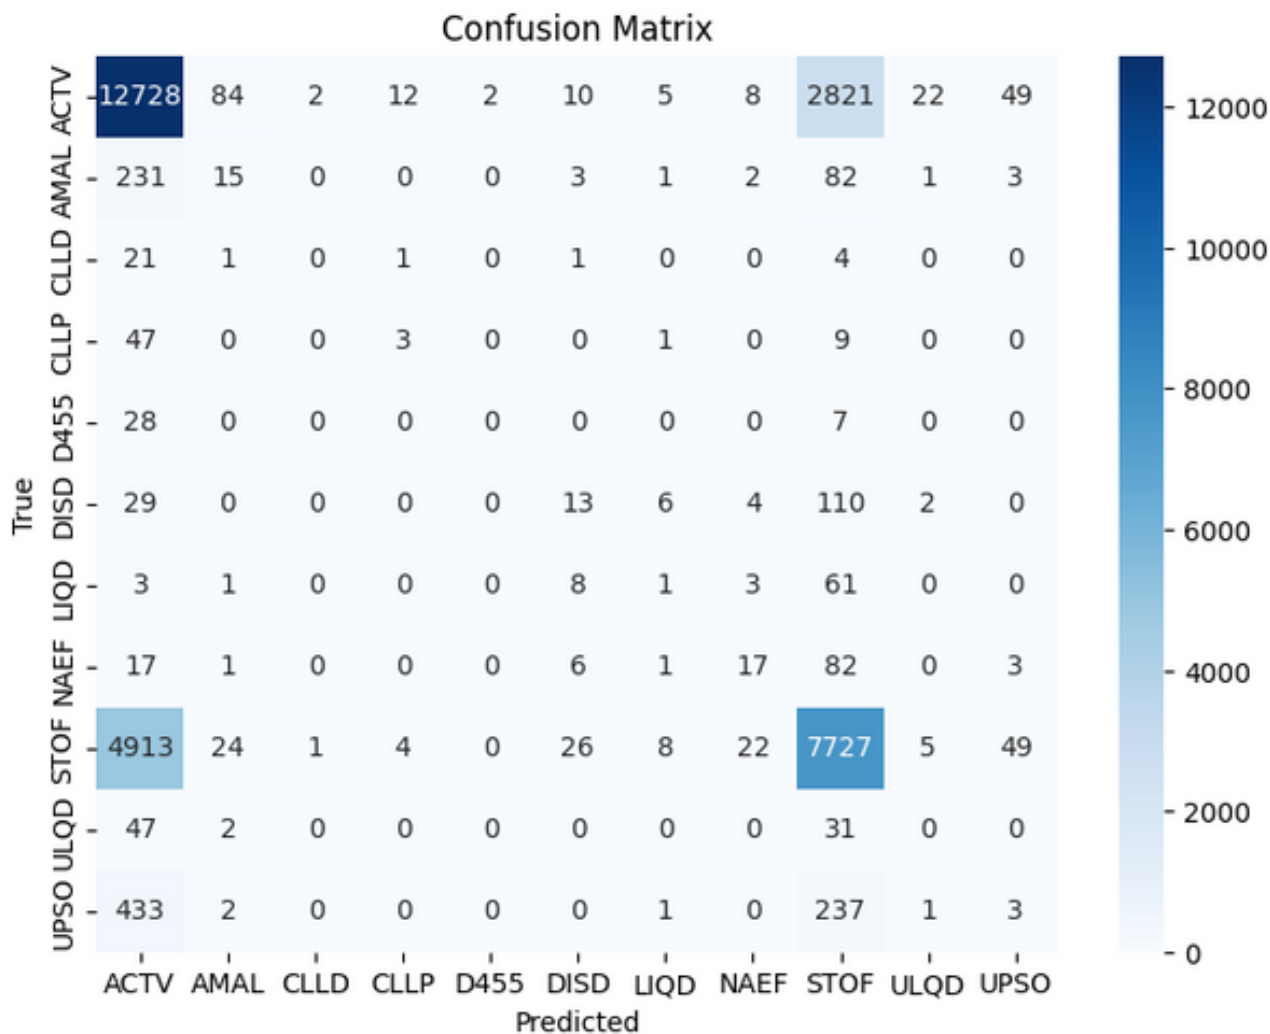 Confusion Matrix
ACTV 12728 84 2 12 2 10 5 8 2821 22 49
AMAL 231 15 0 0 0 3 1 2 82 1 3
CLLD 21 1 0 1 0 1 0 0 4 0 0
CLLP 47 0 0 3 0 0 1 0 9 0 0
D455 28 0 0 0 0 0 0 0 7 0 0
DISD 29 0 0 0 0 13 6 4 110 2 0
LIQD 3 1 0 0 0 8 1 3 61 0 0
NAEF 17 1 0 0 0 6 1 17 82 0 3
STOF 4913 24 1 4 0 26 8 22 7727 5 49
ULQD 47 2 0 0 0 0 0 0 31 0 0
UPSO 433 2 0 0 0 0 1 0 237 1 3
ACTV AMAL CLLD CLLP D455 DISD LIQD NAEF STOF ULQD UPSO
Predicted
True
12000
10000
8000
6000
4000
2000
0